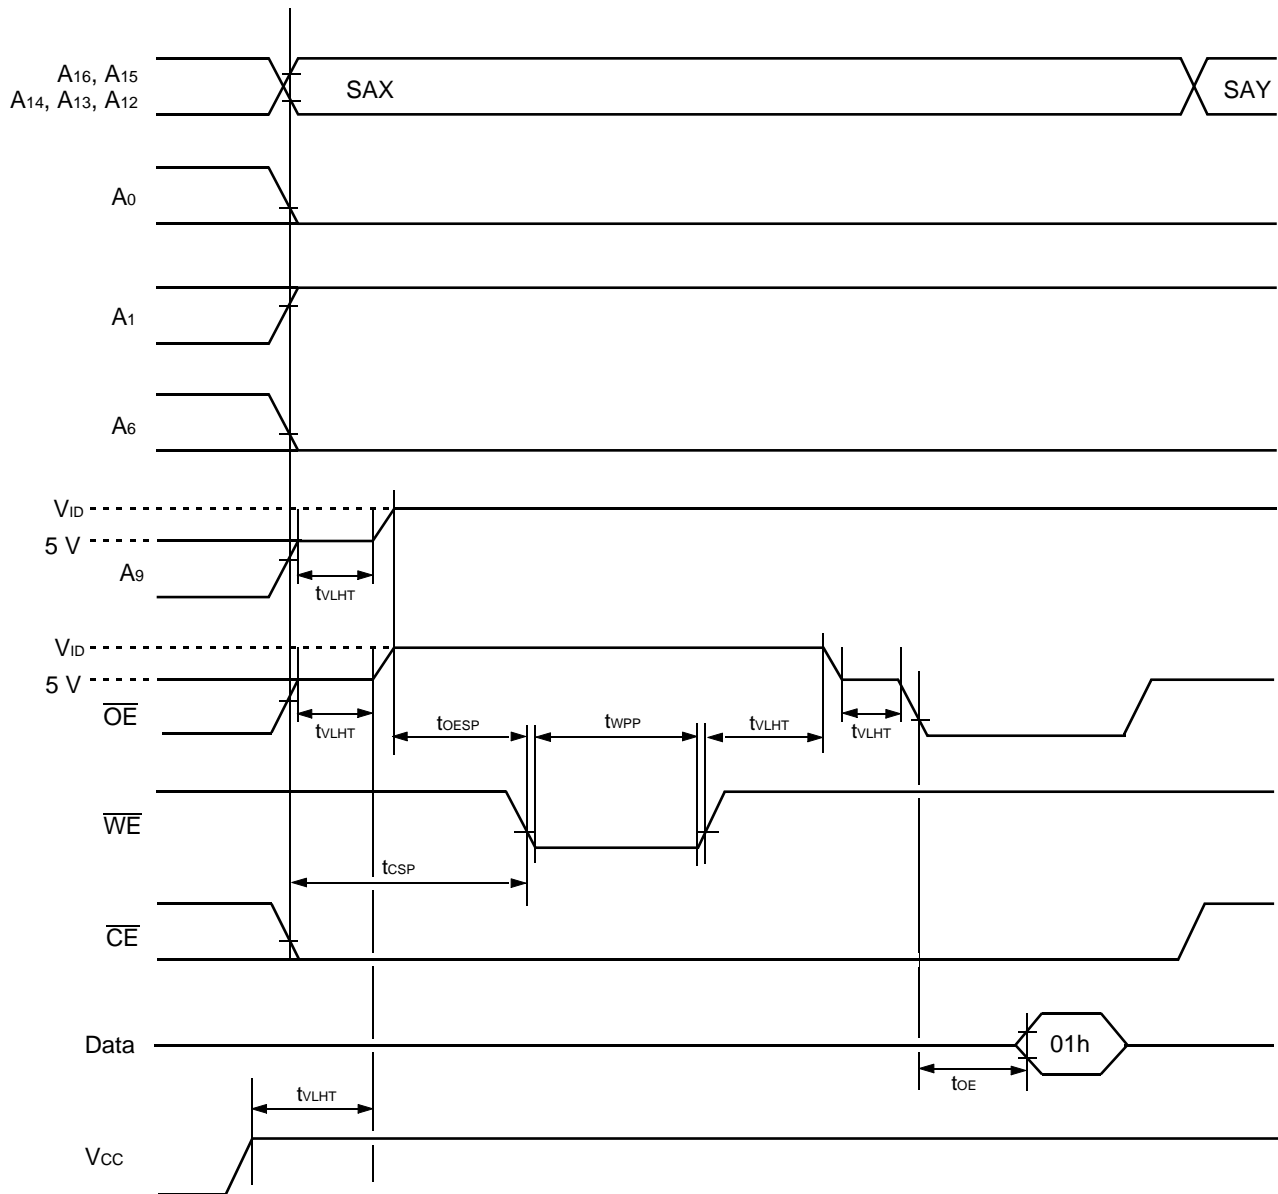 A16, A15
A14, A13, A12
SAX
SAY
A0
A1
A6
VID
5 V
A9
tVLHT
VID
5 V
OE
tVLHT
tOESP
tWPP
tVLHT
tVLHT
WE
tCSP
CE
Data
01h
tOE
tVLHT
VCC